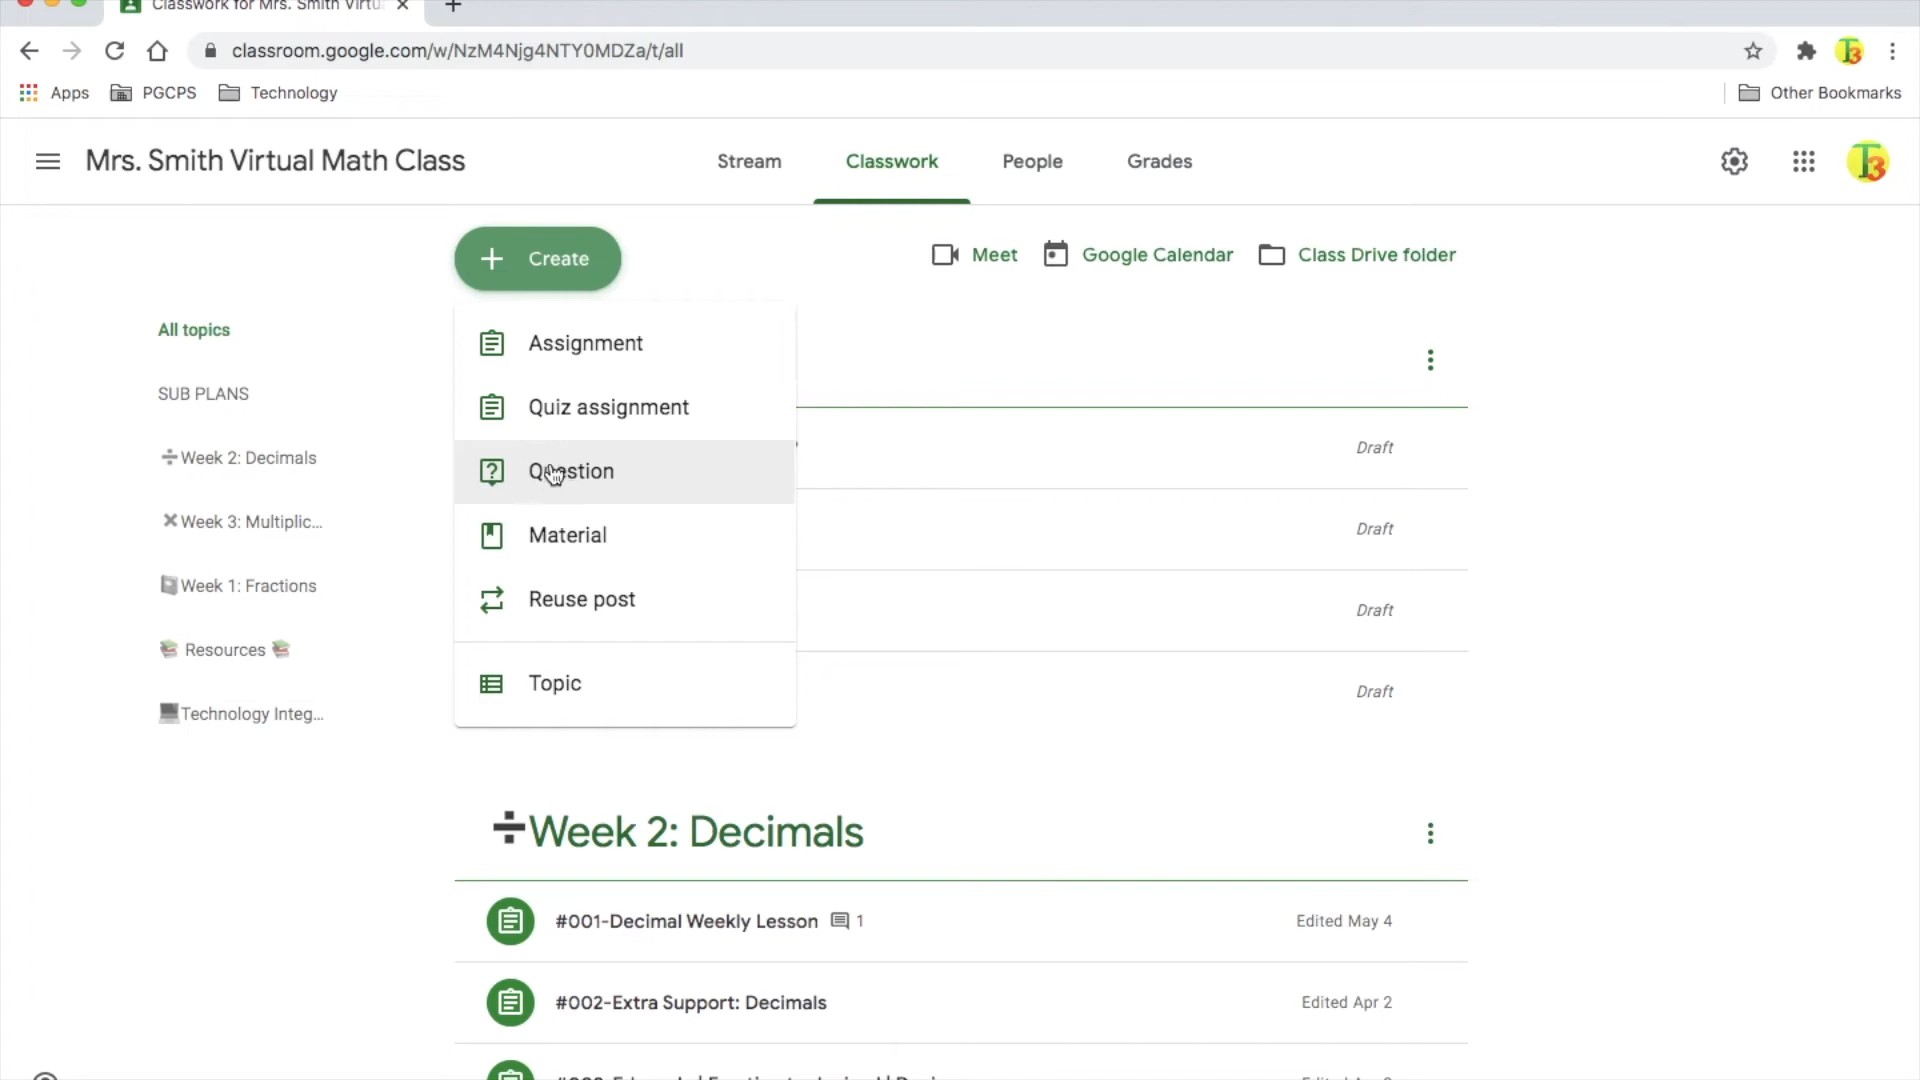 Classwork for Mrs. Smith Virtu
classroom.google.com/w/NzM4Njg4NTY0MDZa/t/all
Apps PGCPS Technology Other Bookmarks
Mrs. Smith Virtual Math Class Stream Classwork People Grades
Create Meet Google Calendar Class Drive folder
All topics
SUB PLANS
÷Week 2: Decimals
✖Week 3: Multiplic...
Week 1: Fractions
Resources
Technology Integ...
Assignment
Quiz assignment
Question
Material
Reuse post
Topic
Draft
Draft
Draft
Draft
÷Week 2: Decimals
#001-Decimal Weekly Lesson 1 Edited May 4
#002-Extra Support: Decimals Edited Apr 2